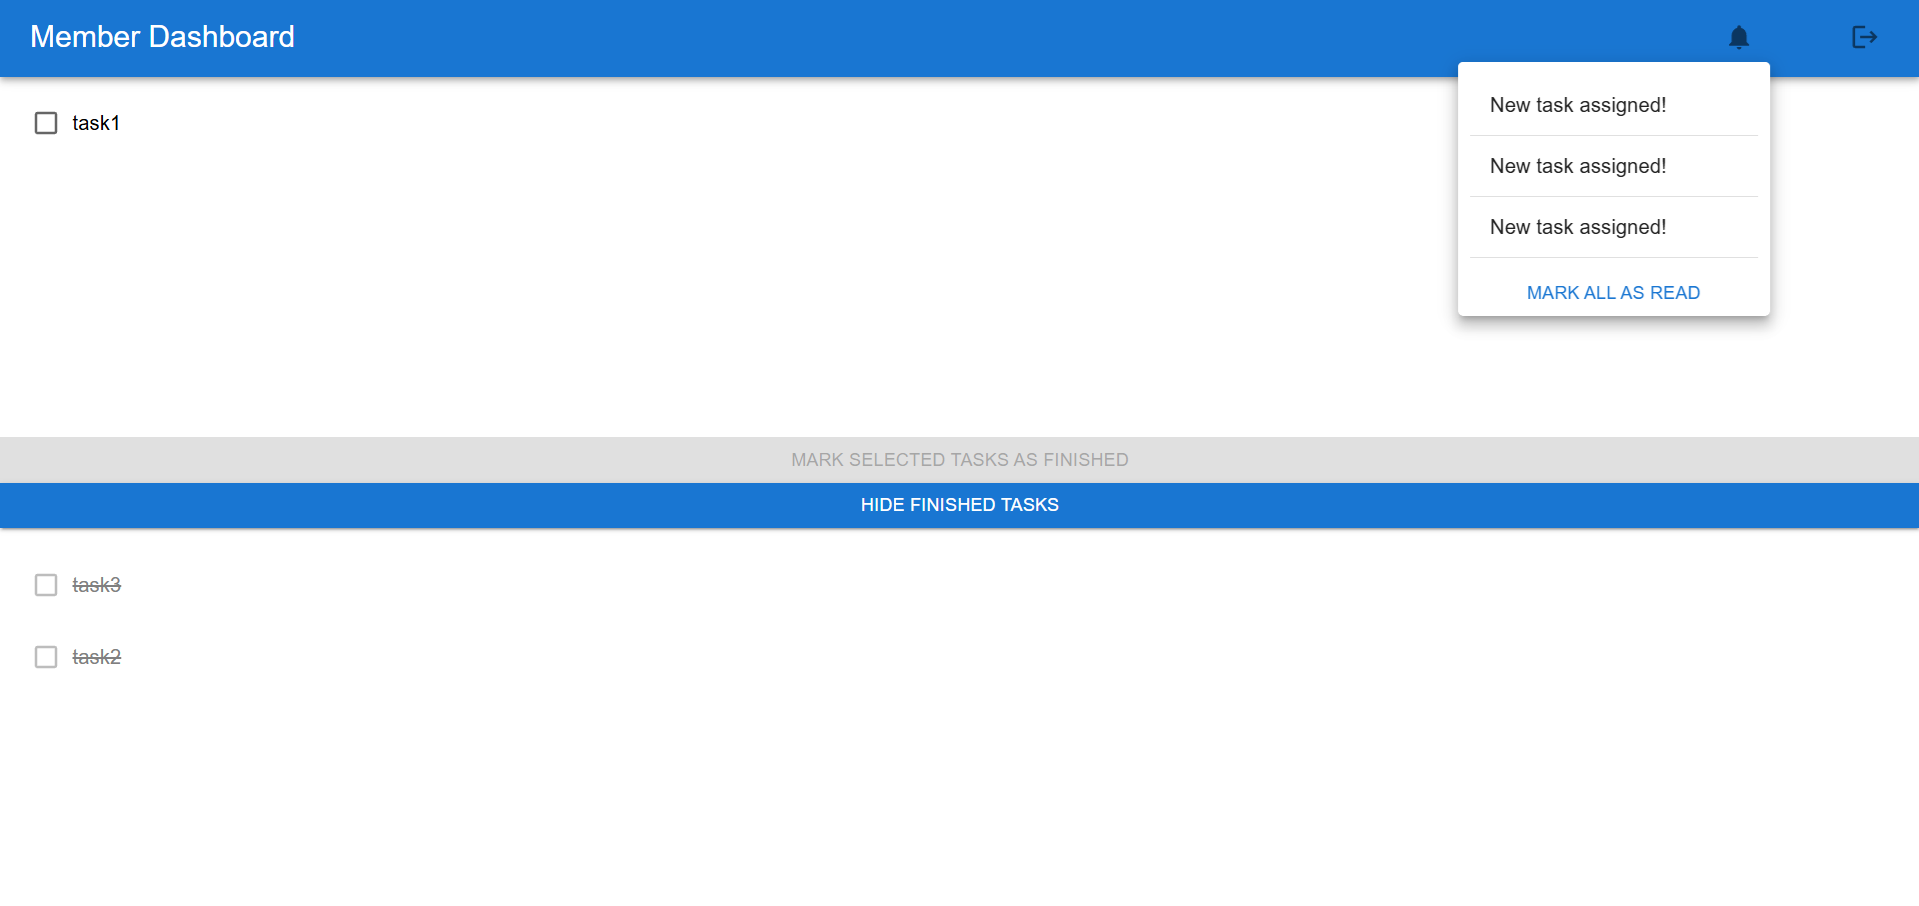 Member Dashboard
task1
New task assigned!
New task assigned!
New task assigned!
MARK ALL AS READ
MARK SELECTED TASKS AS FINISHED
HIDE FINISHED TASKS
task3
task2